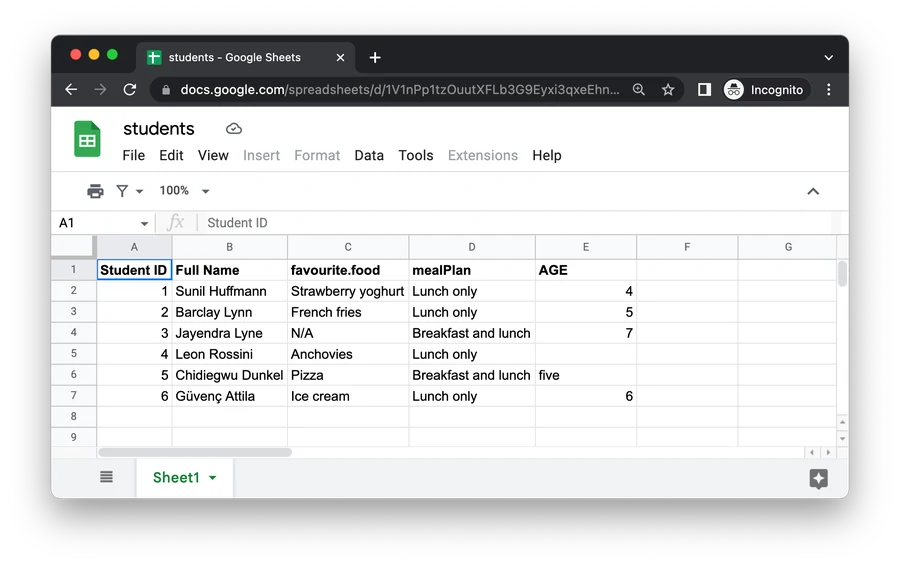 students - Google Sheets
docs.google.com/spreadsheets/d/1V1nPp1tzOuutXFLb3G9Eyxi3qxeEhn...
Incognito
students
File Edit View Insert Format Data Tools Extensions Help
100%
A1 fx Student ID
A B C D E F G
1 Student ID Full Name favourite.food mealPlan AGE
2 1 Sunil Huffmann Strawberry yoghurt Lunch only 4
3 2 Barclay Lynn French fries Lunch only 5
4 3 Jayendra Lyne N/A Breakfast and lunch 7
5 4 Leon Rossini Anchovies Lunch only
6 5 Chidiegwu Dunkel Pizza Breakfast and lunch five
7 6 Güvenç Attila Ice cream Lunch only 6
8
9
Sheet1